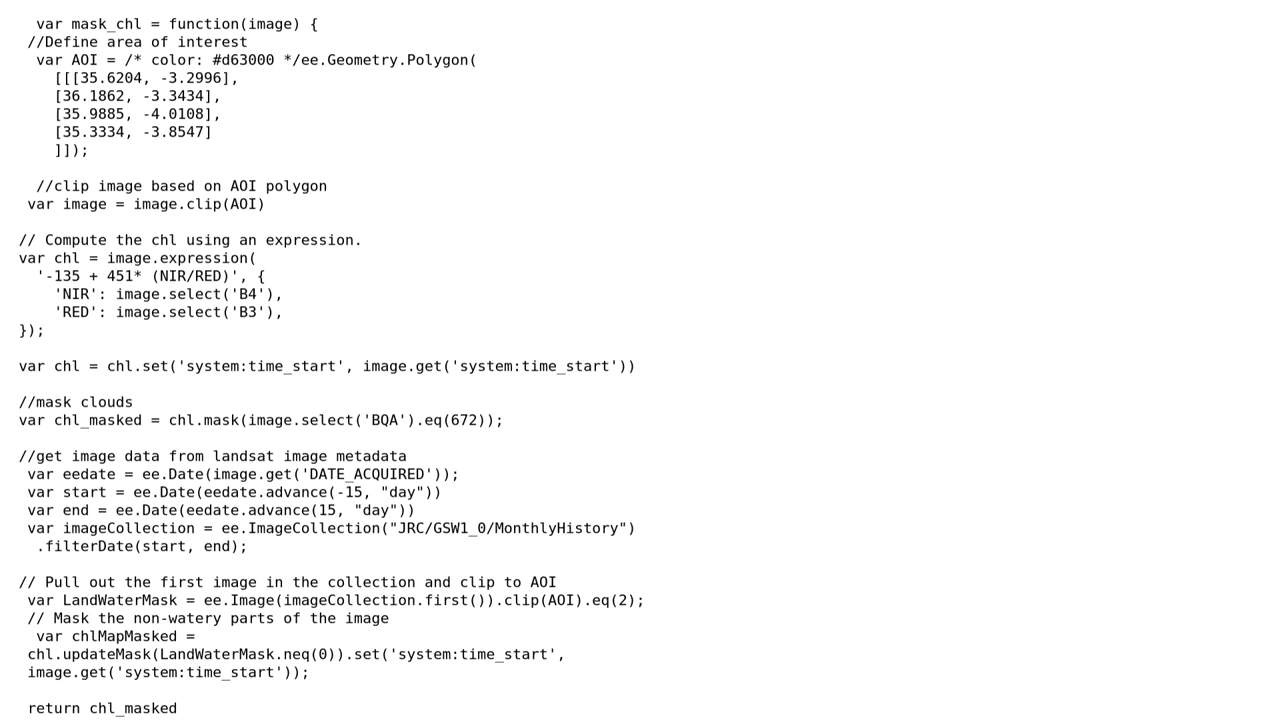 var mask_chl = function(image) {
//Define area of interest
var AOI = /* color: #d63000 */ee.Geometry.Polygon(
[[[35.6204, -3.2996],
[36.1862, -3.3434],
[35.9885, -4.0108],
[35.3334, -3.8547]
]]);
//clip image based on AOI polygon
var image = image.clip(AOI)
// Compute the chl using an expression.
var chl = image.expression(
'-135 + 451* (NIR/RED)', {
'NIR': image.select('B4'),
'RED': image.select('B3'),
});
var chl = chl.set('system:time_start', image.get('system:time_start'))
//mask clouds
var chl_masked = chl.mask(image.select('BQA').eq(672));
//get image data from landsat image metadata
var eedate = ee.Date(image.get('DATE_ACQUIRED'));
var start = ee.Date(eedate.advance(-15, "day"))
var end = ee.Date(eedate.advance(15, "day"))
var imageCollection = ee.ImageCollection("JRC/GSW1_0/MonthlyHistory")
.filterDate(start, end);
// Pull out the first image in the collection and clip to AOI
var LandWaterMask = ee.Image(imageCollection.first()).clip(AOI).eq(2);
// Mask the non-watery parts of the image
var chlMapMasked =
chl.updateMask(LandWaterMask.neq(0)).set('system:time_start',
image.get('system:time_start'));
return chl_masked